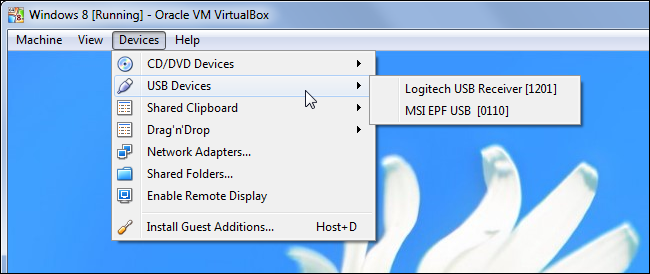 Windows 8 [Running] - Oracle VM VirtualBox
Machine View Devices Help
CD/DVD Devices
USB Devices
Logitech USB Receiver [1201]
MSI EPF USB [0110]
Shared Clipboard
Drag'n'Drop
Network Adapters...
Shared Folders...
Enable Remote Display
Install Guest Additions... Host+D